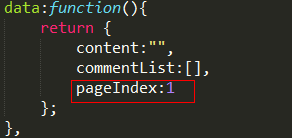 data:function(){
return {
content:"",
commentList:[],
pageIndex:1
};
},